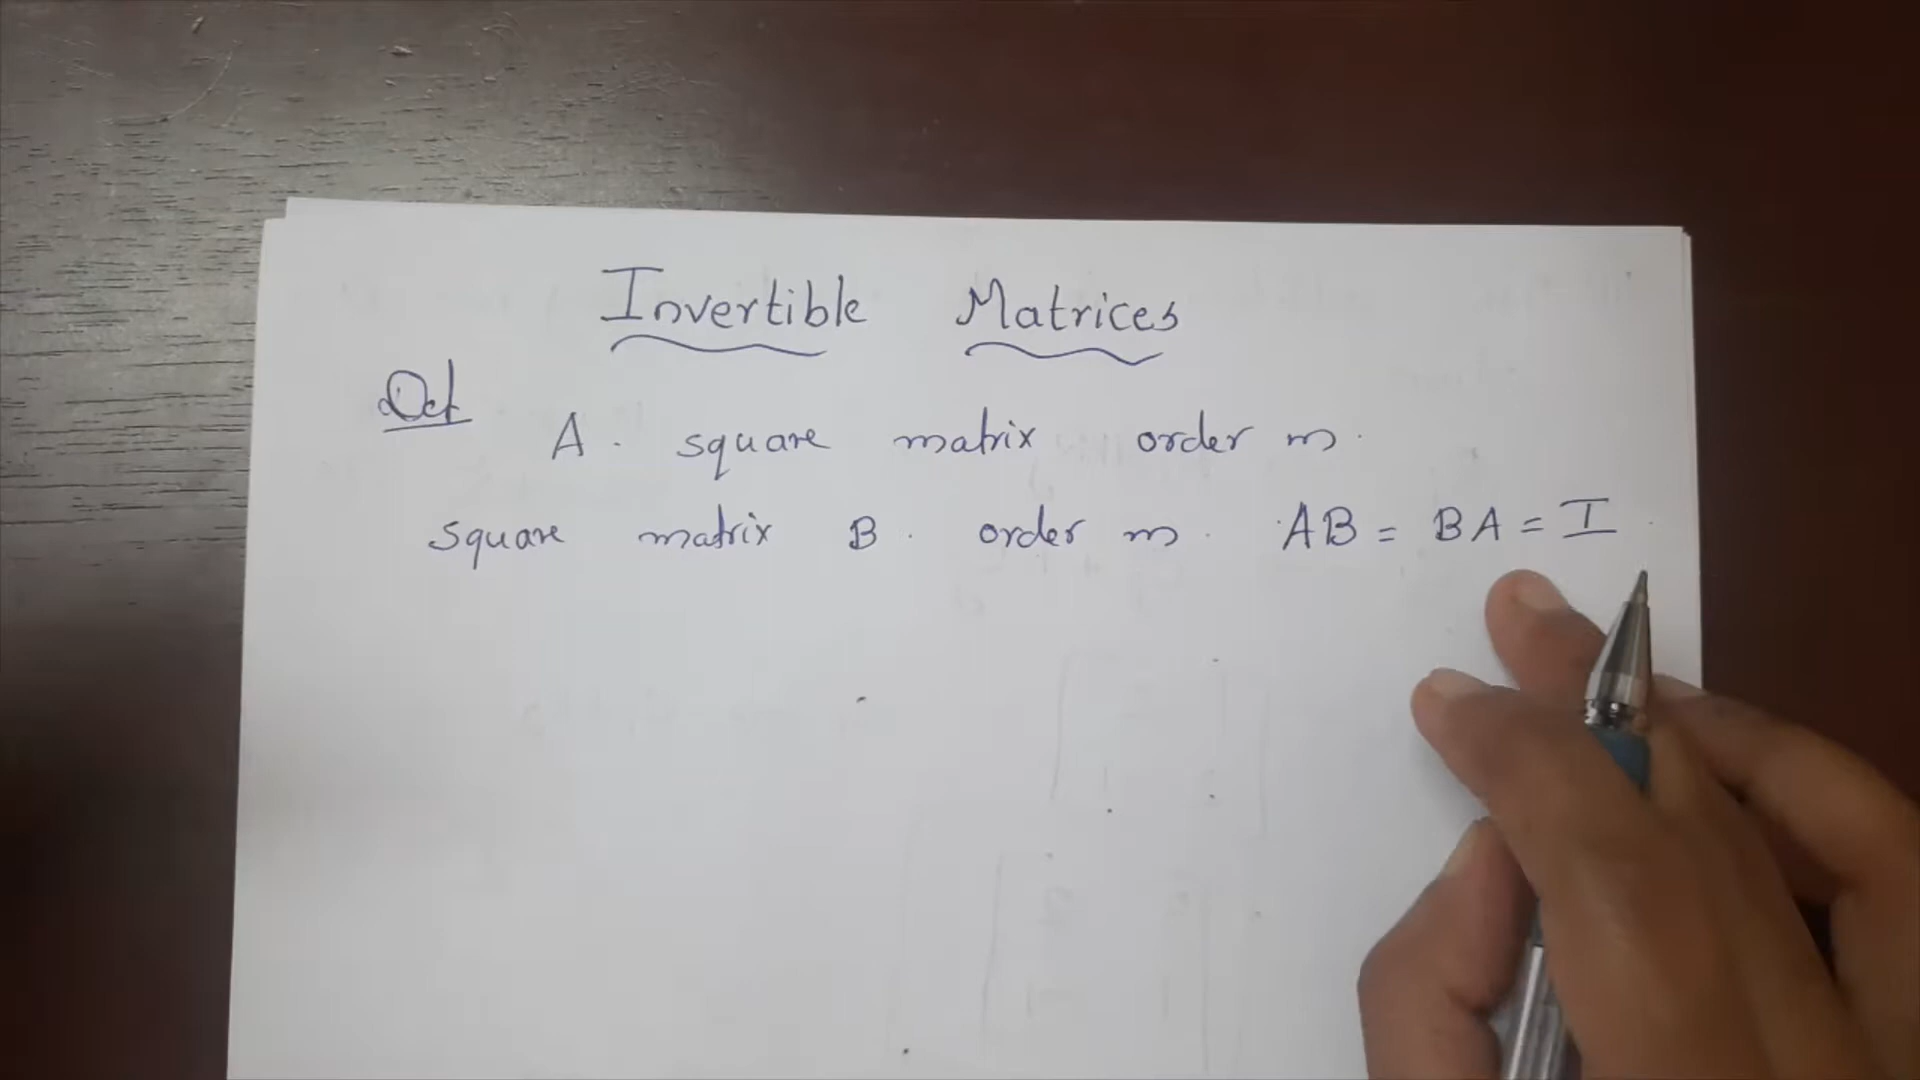 Invertible Matrices
Def
A. square matrix order m.
square matrix B. order m. AB = BA = I.